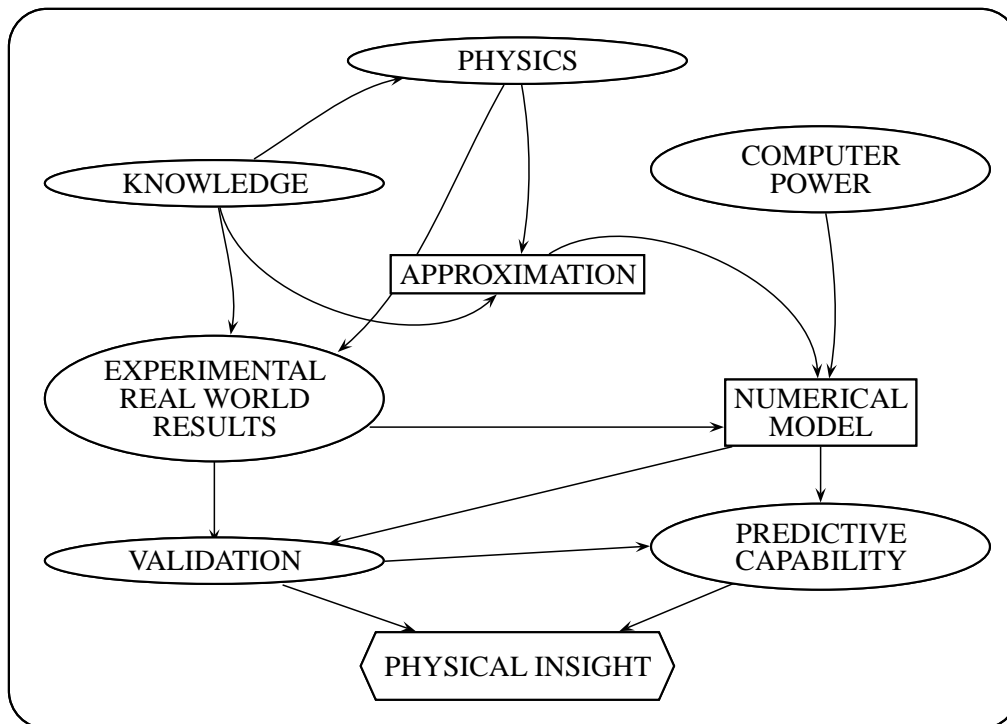 PHYSICS
COMPUTER
POWER
KNOWLEDGE
APPROXIMATION
EXPERIMENTAL
REAL WORLD
RESULTS
NUMERICAL
MODEL
VALIDATION
PREDICTIVE
CAPABILITY
PHYSICAL INSIGHT